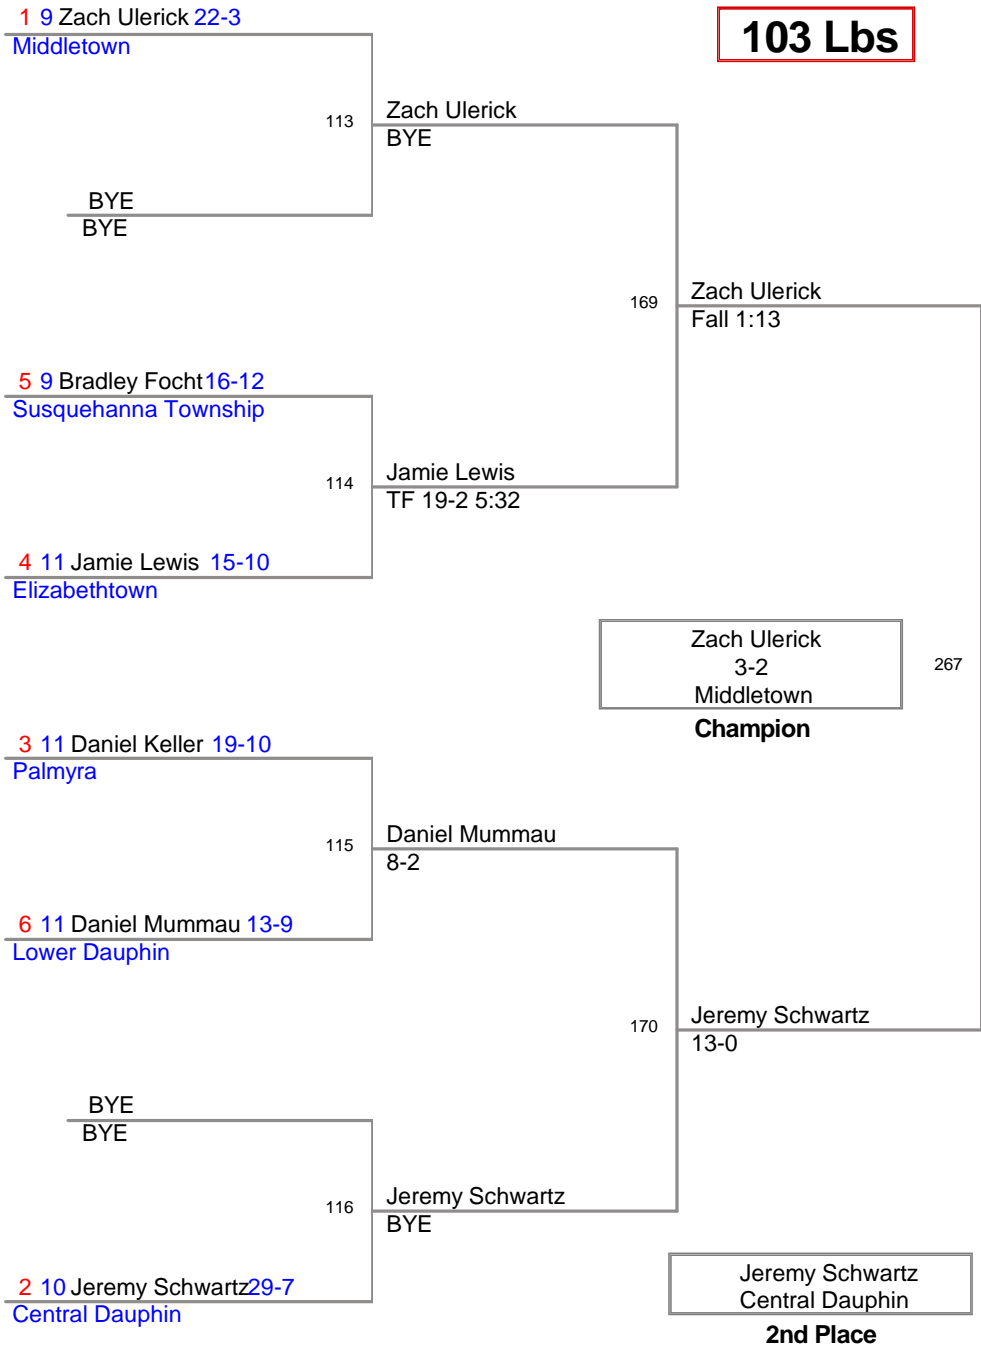 1 9 Zach Ulerick 22-3
Middletown
103 Lbs
113
Zach Ulerick
BYE
BYE
BYE
169
Zach Ulerick
Fall 1:13
5 9 Bradley Focht 16-12
Susquehanna Township
114
Jamie Lewis
TF 19-2 5:32
4 11 Jamie Lewis 15-10
Elizabethtown
Zach Ulerick
3-2
Middletown
Champion
267
3 11 Daniel Keller 19-10
Palmyra
115
Daniel Mummau
8-2
6 11 Daniel Mummau 13-9
Lower Dauphin
170
Jeremy Schwartz
13-0
BYE
BYE
116
Jeremy Schwartz
BYE
2 10 Jeremy Schwartz 29-7
Central Dauphin
Jeremy Schwartz
Central Dauphin
2nd Place